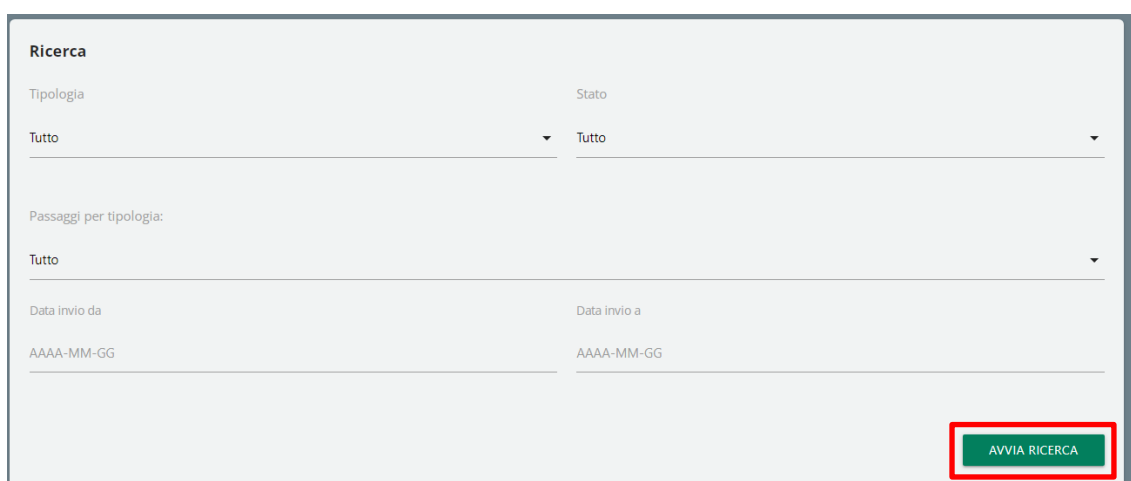 Ricerca
Tipologia Stato
Tutto Tutto
Passaggi per tipologia:
Tutto
Data invio da Data invio a
AAAA-MM-GG AAAA-MM-GG
AVVIA RICERCA